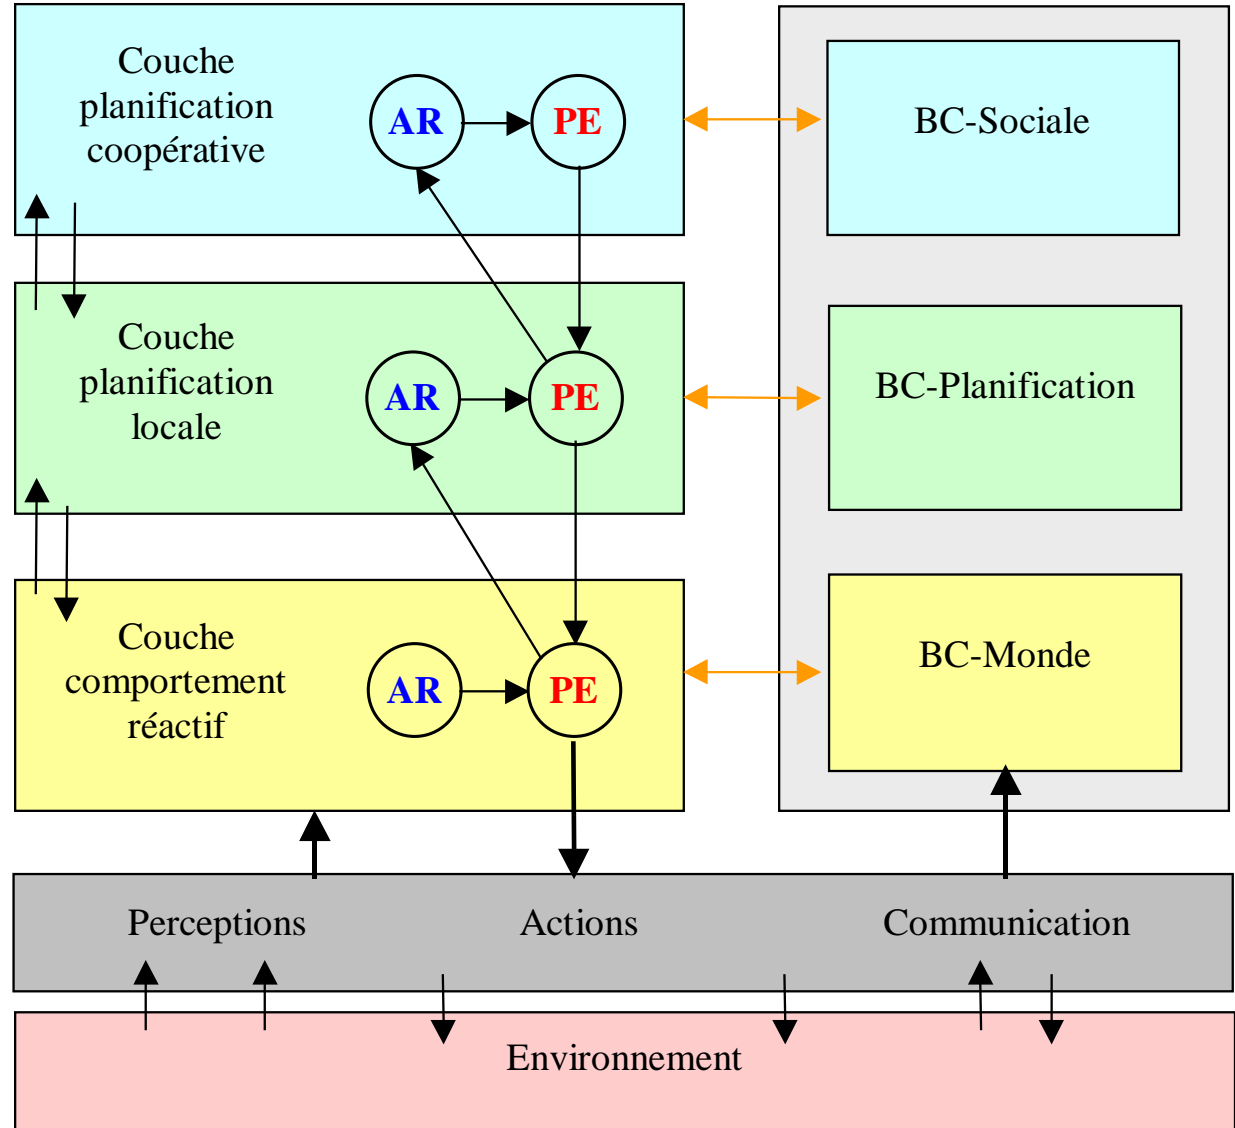 Couche
planification
coopérative
AR
PE
BC-Sociale
Couche
planification
locale
AR
PE
BC-Planification
Couche
comportement
réactif
AR
PE
BC-Monde
Perceptions
Actions
Communication
Environnement